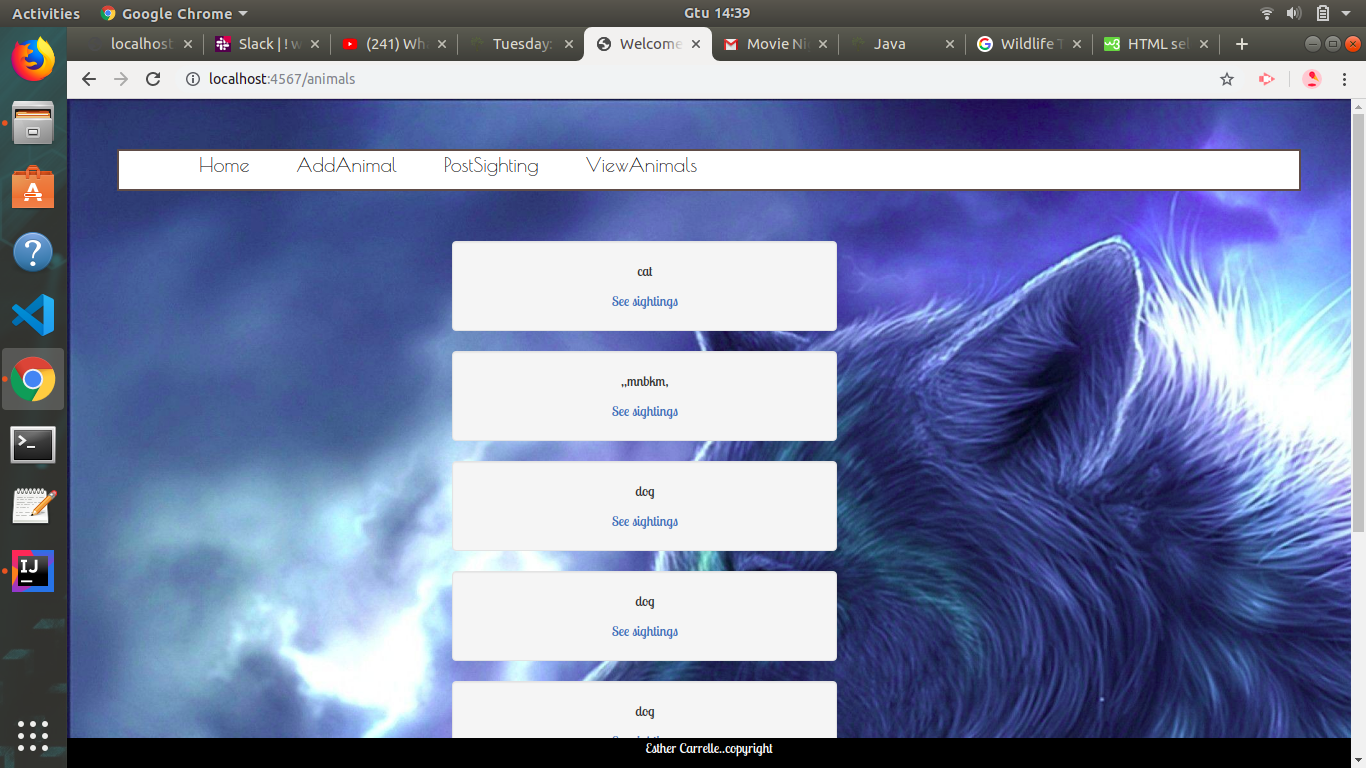 Activities Google Chrome Gtu 14:39
localhost Slack | ! w (241) Wh Tuesday: Welcome Movie Ni Java Wildlife T HTML sel
localhost:4567/animals
Home AddAnimal PostSighting ViewAnimals
cat
See sightings
,,mnbkm,
See sightings
dog
See sightings
dog
See sightings
dog
Esther Carrelle..copyright